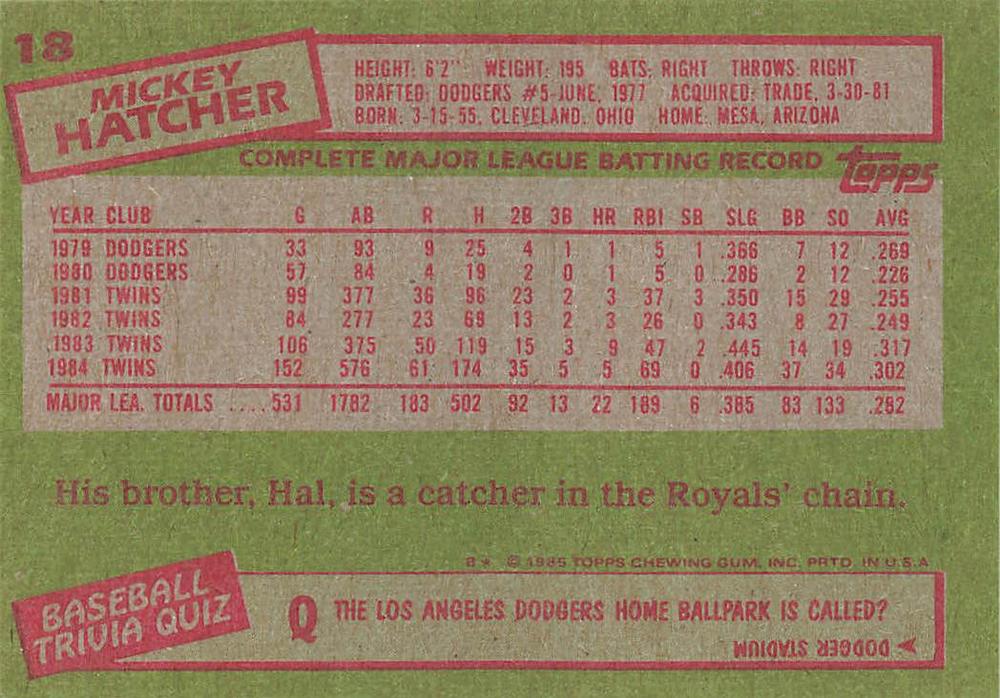 18
MICKEY
HATCHER
HEIGHT: 6'2" WEIGHT: 195 BATS: RIGHT THROWS: RIGHT
DRAFTED: DODGERS #5-JUNE, 1977 ACQUIRED: TRADE, 3-30-81
BORN: 3-15-55, CLEVELAND, OHIO HOME: MESA, ARIZONA
COMPLETE MAJOR LEAGUE BATTING RECORD topps
YEAR CLUB G AB R H 2B 3B HR RBI SB SLG BB SO AVG
1979 DODGERS 33 93 9 25 4 1 1 5 1 .366 7 12 .269
1980 DODGERS 57 84 4 19 2 0 1 5 0 .286 2 12 .226
1981 TWINS 99 377 36 96 23 2 3 37 3 .350 15 29 .255
1982 TWINS 84 277 23 69 13 2 3 26 0 .343 8 27 .249
1983 TWINS 106 375 50 119 15 3 9 47 2 .445 14 19 .317
1984 TWINS 152 576 61 174 35 5 5 69 0 .406 37 34 .302
MAJOR LEA. TOTALS ....531 1782 183 502 92 13 22 189 6 .385 83 133 .282
His brother, Hal, is a catcher in the Royals' chain.
B* © 1985 TOPPS CHEWING GUM, INC. PRTD. IN U.S.A
BASEBALL
TRIVIA QUIZ
Q THE LOS ANGELES DODGERS HOME BALLPARK IS CALLED?
DODGER STADIUM